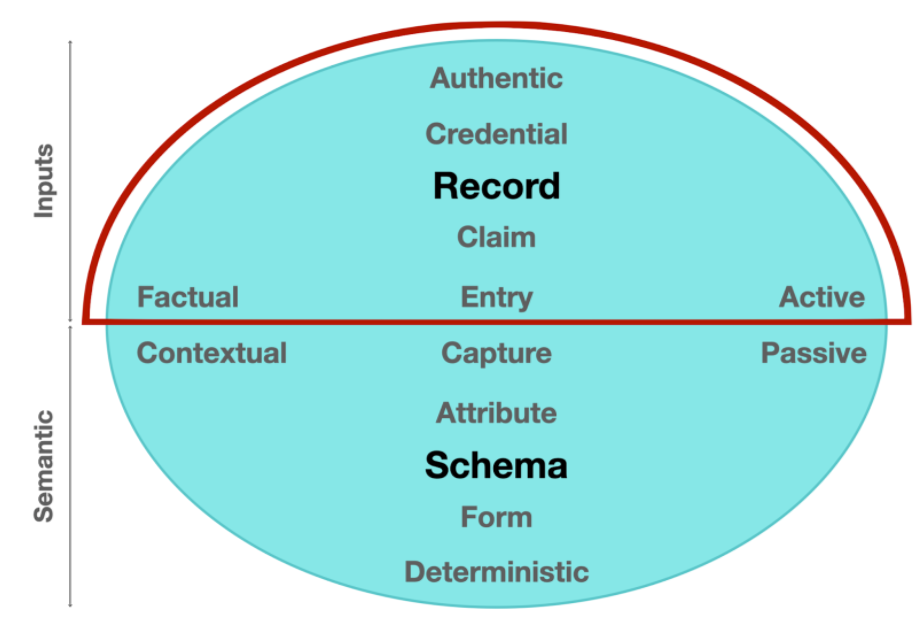 Inputs
Authentic
Credential
Record
Claim
Factual Entry Active
Semantic
Contextual Capture Passive
Attribute
Schema
Form
Deterministic